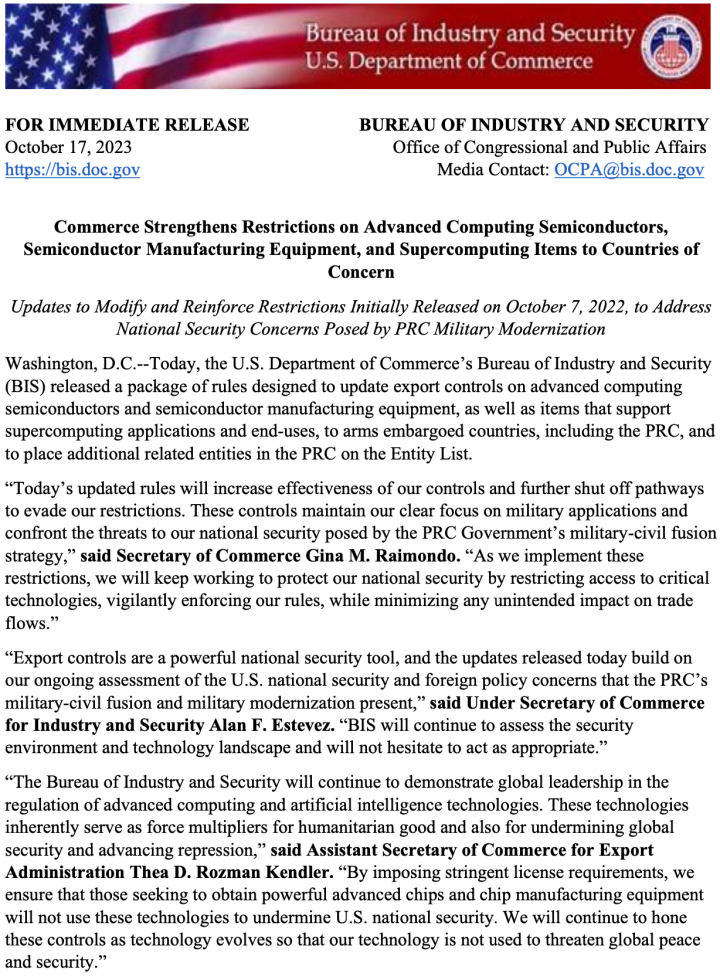 Bureau of Industry and Security
U.S. Department of Commerce
FOR IMMEDIATE RELEASE
BUREAU OF INDUSTRY AND SECURITY
October 17, 2023
Office of Congressional and Public Affairs
https://bis.doc.gov
Media Contact: OCPA@bis.doc.gov
Commerce Strengthens Restrictions on Advanced Computing Semiconductors,
Semiconductor Manufacturing Equipment, and Supercomputing Items to Countries of
Concern
Updates to Modify and Reinforce Restrictions Initially Released on October 7, 2022, to Address
National Security Concerns Posed by PRC Military Modernization
Washington, D.C.--Today, the U.S. Department of Commerce’s Bureau of Industry and Security
(BIS) released a package of rules designed to update export controls on advanced computing
semiconductors and semiconductor manufacturing equipment, as well as items that support
supercomputing applications and end-uses, to arms embargoed countries, including the PRC, and
to place additional related entities in the PRC on the Entity List.
“Today’s updated rules will increase effectiveness of our controls and further shut off pathways
to evade our restrictions. These controls maintain our clear focus on military applications and
confront the threats to our national security posed by the PRC Government’s military-civil fusion
strategy,” said Secretary of Commerce Gina M. Raimondo. “As we implement these
restrictions, we will keep working to protect our national security by restricting access to critical
technologies, vigilantly enforcing our rules, while minimizing any unintended impact on trade
flows.”
“Export controls are a powerful national security tool, and the updates released today build on
our ongoing assessment of the U.S. national security and foreign policy concerns that the PRC’s
military-civil fusion and military modernization present,” said Under Secretary of Commerce
for Industry and Security Alan F. Estevez. “BIS will continue to assess the security
environment and technology landscape and will not hesitate to act as appropriate.”
“The Bureau of Industry and Security will continue to demonstrate global leadership in the
regulation of advanced computing and artificial intelligence technologies. These technologies
inherently serve as force multipliers for humanitarian good and also for undermining global
security and advancing repression,” said Assistant Secretary of Commerce for Export
Administration Thea D. Rozman Kendler. “By imposing stringent license requirements, we
ensure that those seeking to obtain powerful advanced chips and chip manufacturing equipment
will not use these technologies to undermine U.S. national security. We will continue to hone
these controls as technology evolves so that our technology is not used to threaten global peace
and security.”